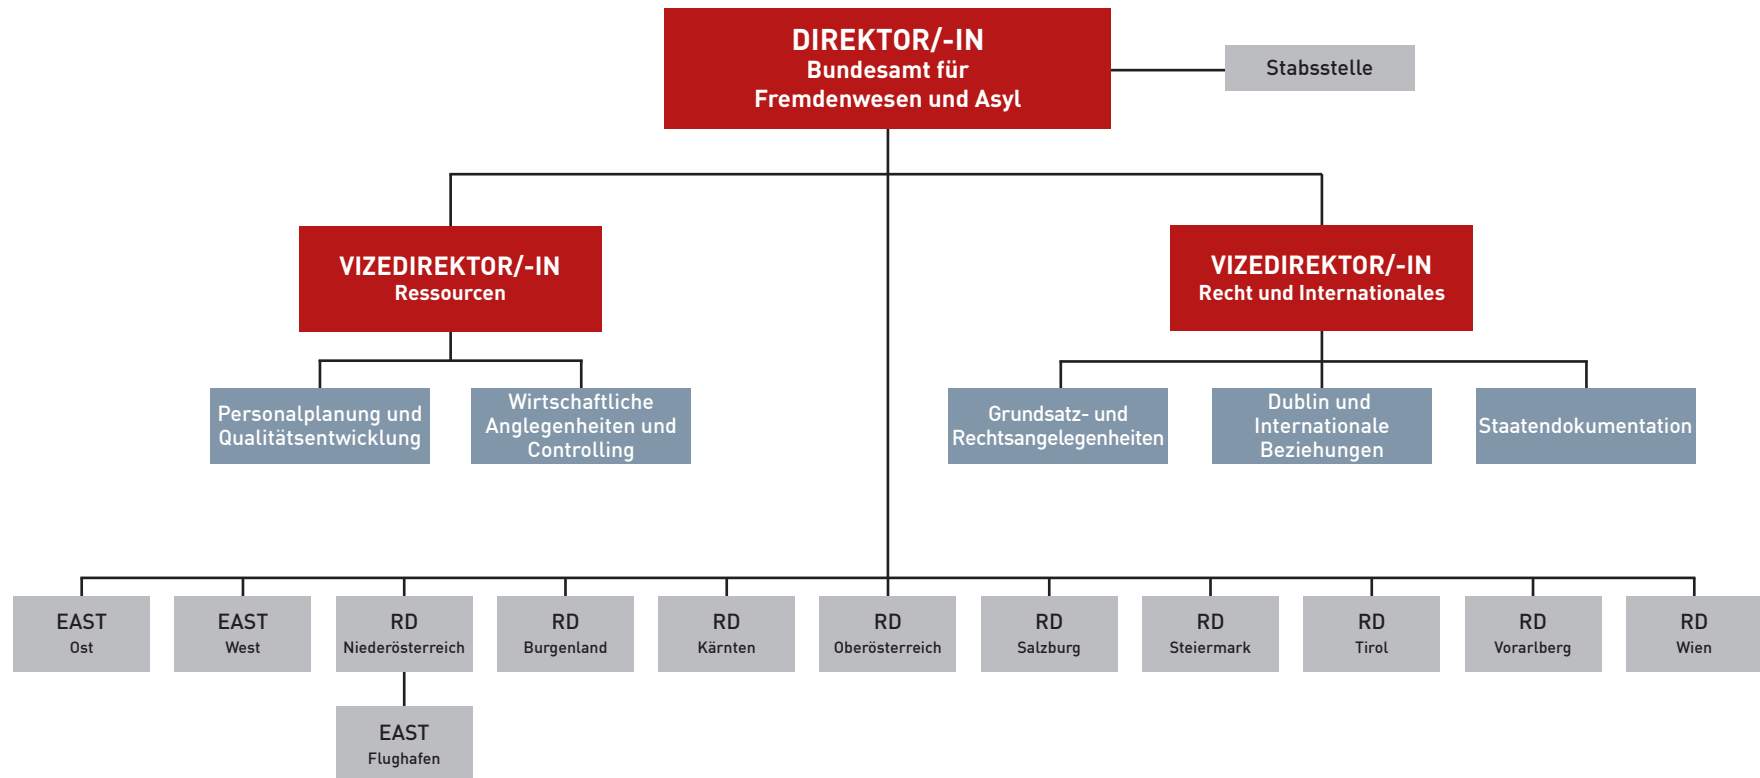 DIREKTOR/-IN
Bundesamt für
Fremdenwesen und Asyl
Stabsstelle
VIZEDIREKTOR/-IN
Ressourcen
VIZEDIREKTOR/-IN
Recht und Internationales
Personalplanung und
Qualitätsentwicklung
Wirtschaftliche
Anglegenheiten und
Controlling
Grundsatz- und
Rechtsangelegenheiten
Dublin und
Internationale
Beziehungen
Staatendokumentation
EAST
Ost
EAST
West
RD
Niederösterreich
RD
Burgenland
RD
Kärnten
RD
Oberösterreich
RD
Salzburg
RD
Steiermark
RD
Tirol
RD
Vorarlberg
RD
Wien
EAST
Flughafen